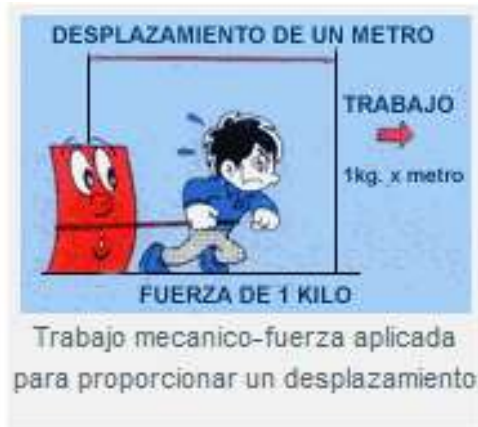 DESPLAZAMIENTO DE UN METRO
TRABAJO
1kg. x metro
FUERZA DE 1 KILO
Trabajo mecanico-fuerza aplicada
para proporcionar un desplazamiento